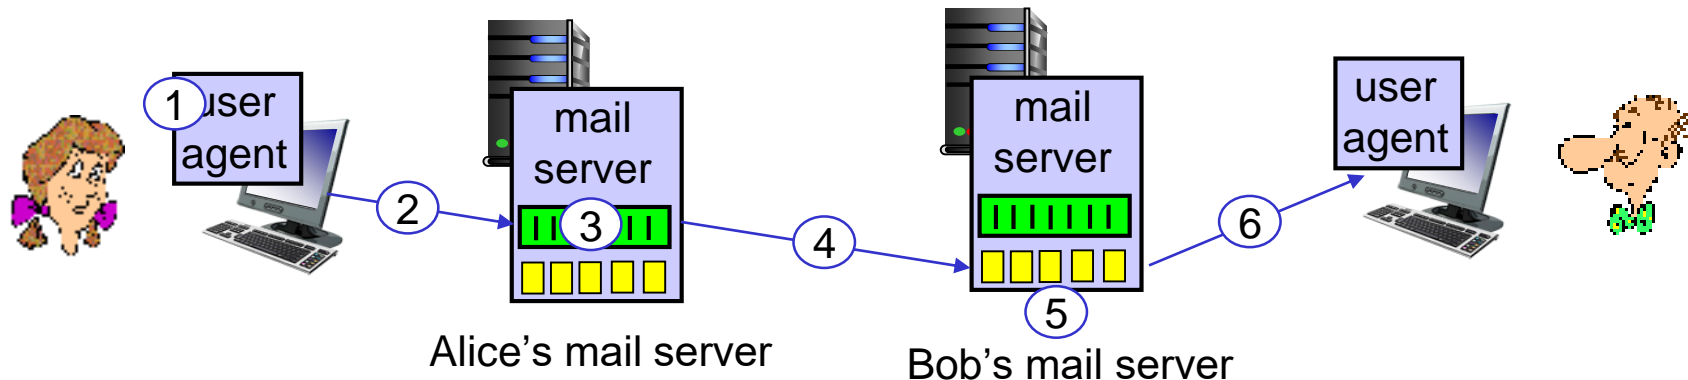 1
user
agent
2
mail
server
3
Alice’s mail server
4
mail
server
5
Bob’s mail server
6
user
agent